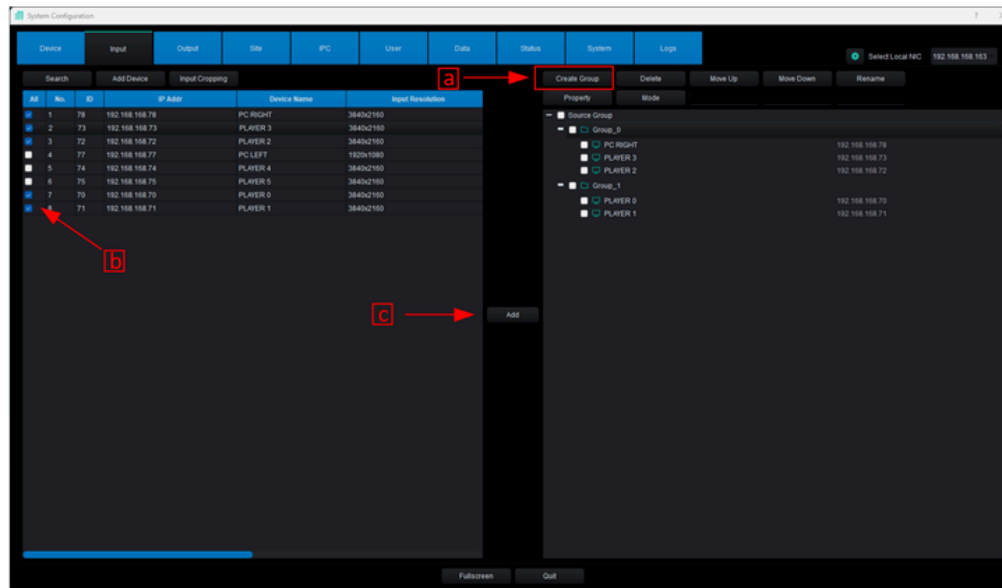 System Configuration ?
Device Input Output Site IPC User Data Status System Logs
Select Local NIC 192.168.168.163
Search Add Device Input Cropping a Create Group Delete Move Up Move Down Rename
All No. ID IP Addr Device Name Input Resolution Property Mode
1 78 192.168.168.78 PC RIGHT 3840x2160
2 73 192.168.168.73 PLAYER 3 3840x2160
3 72 192.168.168.72 PLAYER 2 3840x2160
4 77 192.168.168.77 PC LEFT 1920x1080
5 74 192.168.168.74 PLAYER 4 3840x2160
6 75 192.168.168.75 PLAYER 5 3840x2160
7 70 192.168.168.70 PLAYER 0 3840x2160
8 71 192.168.168.71 PLAYER 1 3840x2160
Source Group
Group_0
PC RIGHT 192.168.168.78
PLAYER 3 192.168.168.73
PLAYER 2 192.168.168.72
Group_1
PLAYER 0 192.168.168.70
PLAYER 1 192.168.168.71
b
c Add
Fullscreen Quit